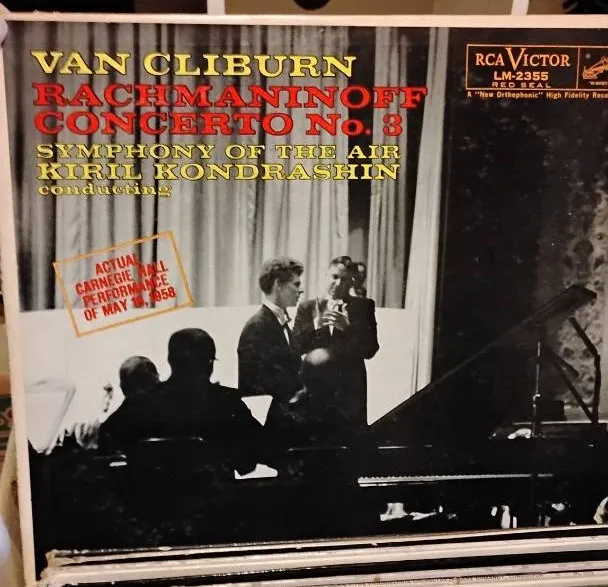 VAN CLIBURN
RACHMANINOFF
CONCERTO No. 3
SYMPHONY OF THE AIR
KIRIL KONDRASHIN
conducting
RCA VICTOR
LM-2355
RED SEAL
A "New Orthophonic" High Fidelity Reco
ACTUAL
CARNEGIE HALL
PERFORMANCE
OF MAY 19, 1958